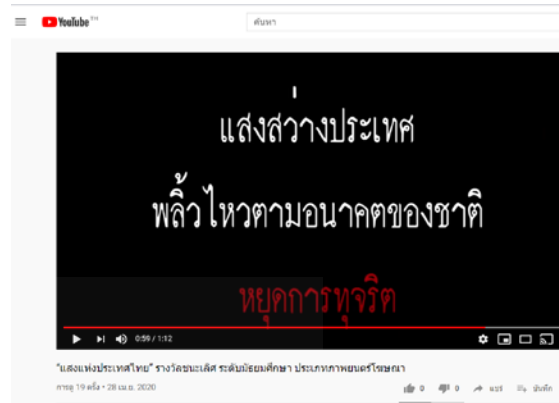 YouTube TH
ค้นหา
แสงสว่างประเทศ
พลิ้วไหวตามอนาคตของชาติ
หยุดการทุจริต
0:59 / 1:12
"แสงแห่งประเทศไทย" รางวัลชนะเลิศ ระดับมัธยมศึกษา ประเภทภาพยนตร์โฆษณา
การดู 19 ครั้ง • 28 เม.ย. 2020
0
0
แชร์
บันทึก